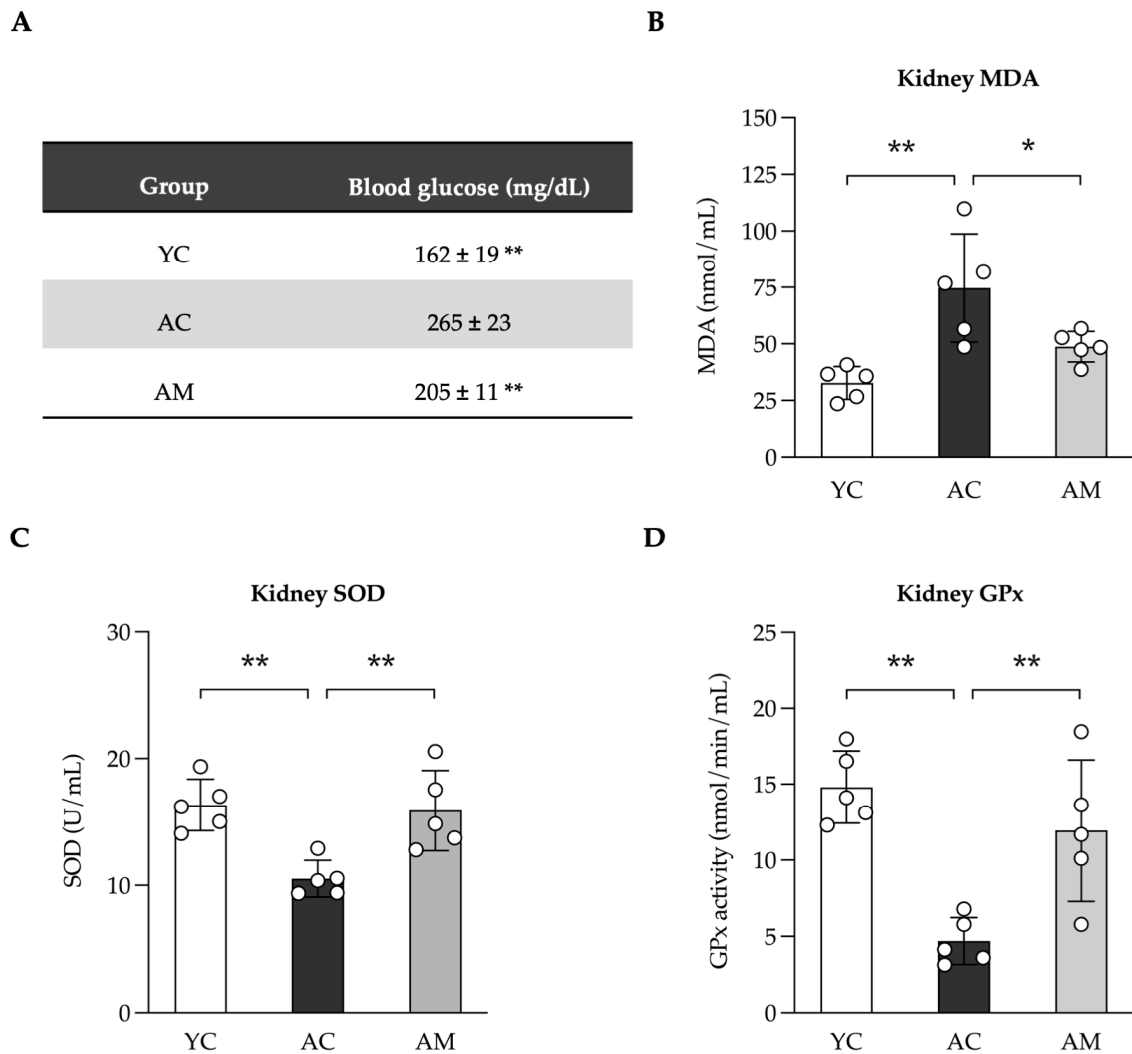 A
Group Blood glucose (mg/dL)
YC 162 ± 19 **
AC 265 ± 23
AM 205 ± 11 **
B
Kidney MDA
MDA (nmol/mL)
150
125
100
75
50
25
0
** *
YC AC AM
C
Kidney SOD
SOD (U/mL)
30
20
10
0
** **
YC AC AM
D
Kidney GPx
GPx activity (nmol/min/mL)
25
20
15
10
5
0
** **
YC AC AM